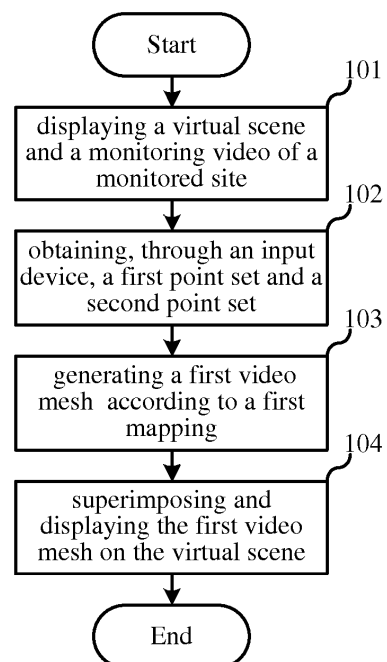 Start
101
displaying a virtual scene
and a monitoring video of a
monitored site
102
obtaining, through an input
device, a first point set and a
second point set
103
generating a first video
mesh according to a first
mapping
104
superimposing and
displaying the first video
mesh on the virtual scene
End